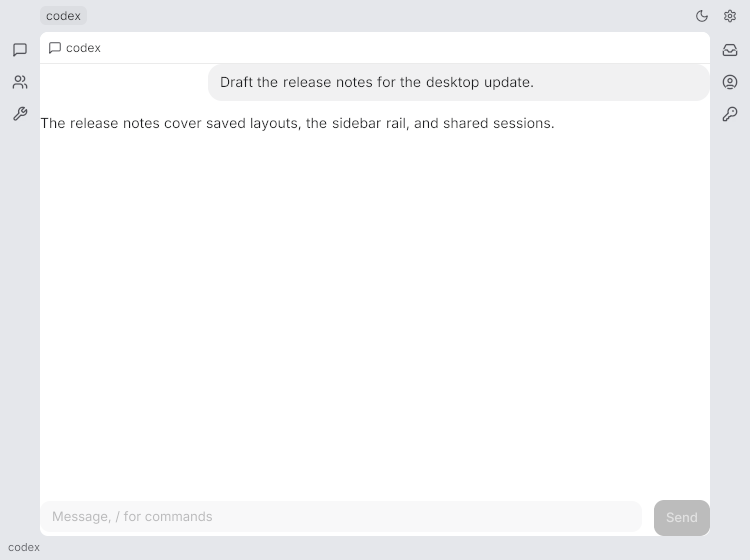 codex
codex
Draft the release notes for the desktop update.
The release notes cover saved layouts, the sidebar rail, and shared sessions.
Message, / for commands
Send
codex